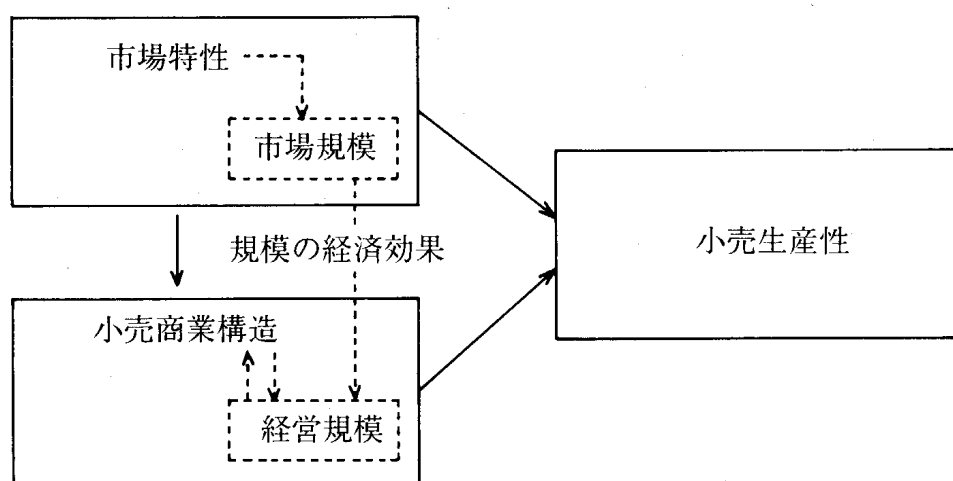 市場特性
市場規模
規模の経済効果
小売生産性
小売商業構造
経営規模